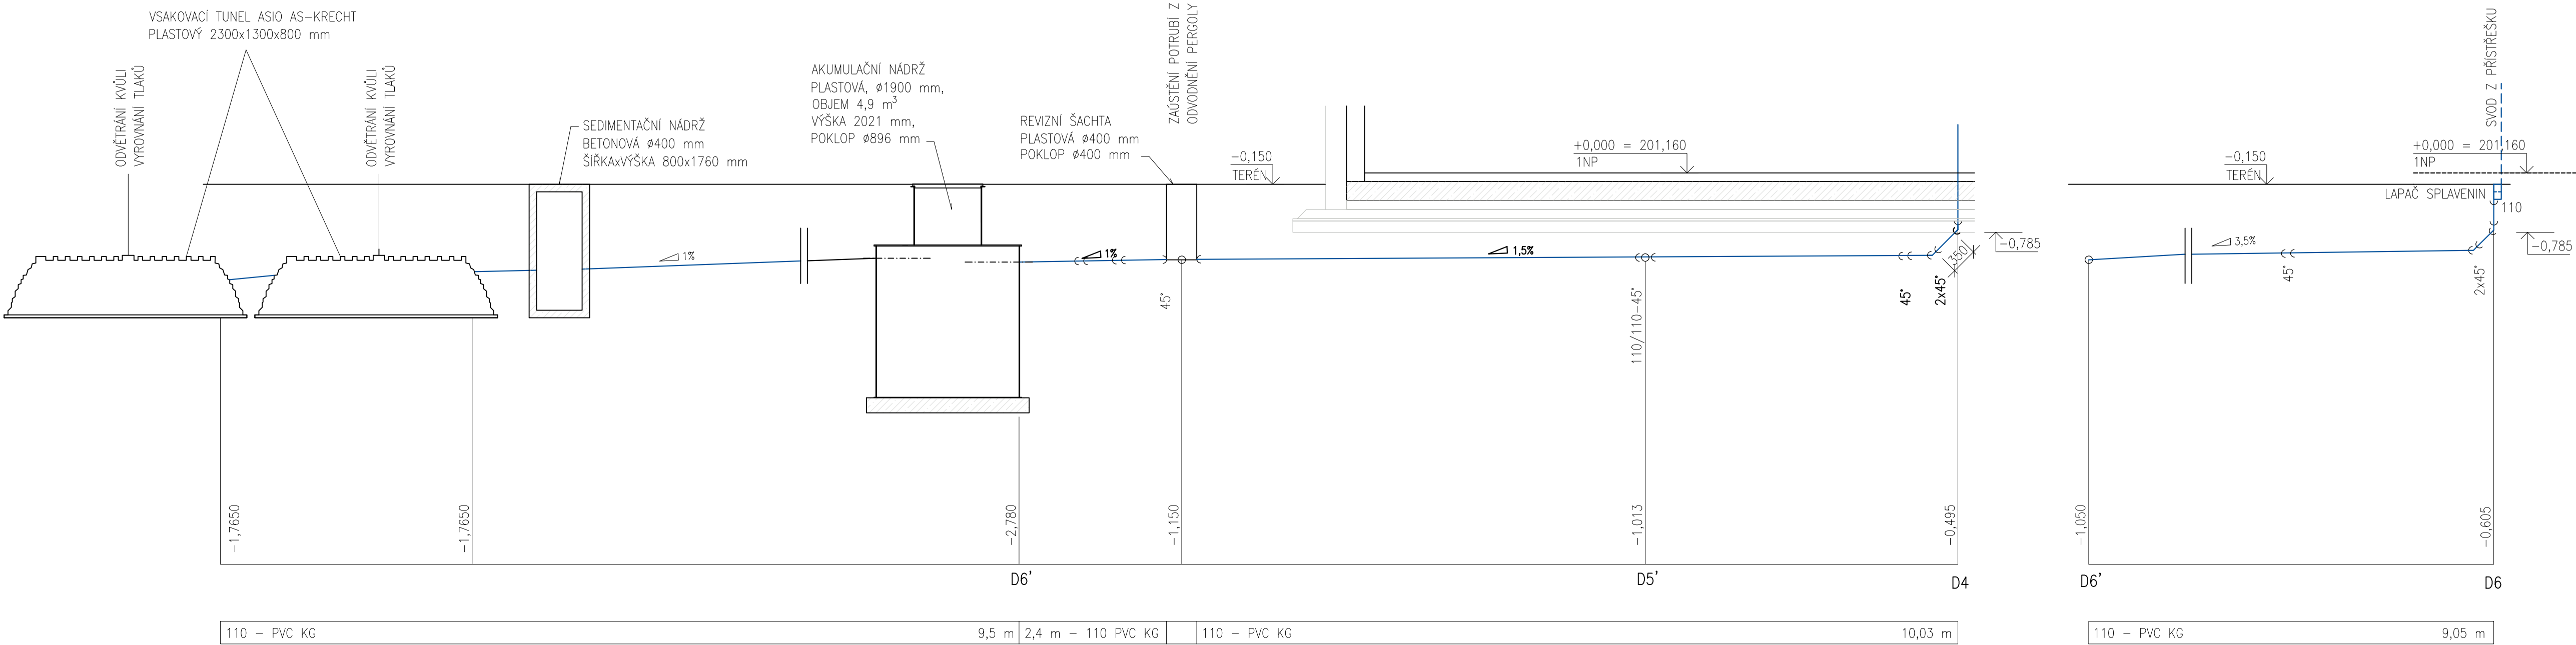 VSAKOVACÍ TUNEL ASIO AS-KRECHT
PLASTOVÝ 2300x1300x800 mm
ODVĚTRÁNÍ KVŮLI
VYROVNÁNÍ TLAKŮ
ODVĚTRÁNÍ KVŮLI
VYROVNÁNÍ TLAKŮ
SEDIMENTAČNÍ NÁDRŽ
BETONOVÁ ø400 mm
ŠÍŘKAxVÝŠKA 800x1760 mm
AKUMULAČNÍ NÁDRŽ
PLASTOVÁ, ø1900 mm,
OBJEM 4,9 m³
VÝŠKA 2021 mm,
POKLOP ø896 mm
REVIZNÍ ŠACHTA
PLASTOVÁ ø400 mm
POKLOP ø400 mm
ZAÚSTĚNÍ POTRUBÍ Z
ODVODNĚNÍ PERGOLY
-0,150
TERÉN
+0,000 = 201,160
1NP
-0,150
TERÉN
+0,000 = 201,160
1NP
SVOD Z PŘÍSTŘEŠKU
LAPAČ SPLAVENIN
110
1%
1%
1,5%
350
-0,785
3,5%
-0,785
45°
110/110-45°
45°
2x45°
45°
2x45°
-1,7650
-1,7650
-2,780
-1,150
-1,013
-0,495
-1,050
-0,605
D6'
D5'
D4
D6'
D6
110 - PVC KG
9,5 m
2,4 m - 110 PVC KG
110 - PVC KG
10,03 m
110 - PVC KG
9,05 m